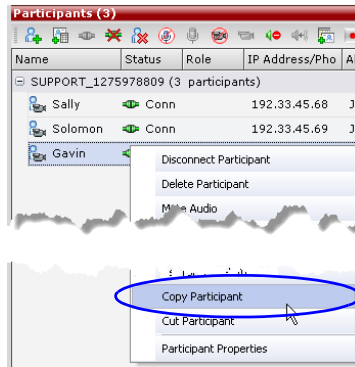 Participants (3)
Name Status Role IP Address/Pho
SUPPORT_1275978809 (3 participants)
Sally Conn 192.33.45.68 J
Solomon Conn 192.33.45.69 J
Gavin
Disconnect Participant
Delete Participant
Mute Audio
Copy Participant
Cut Participant
Participant Properties